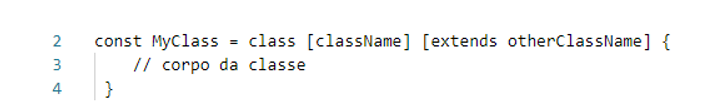 2 const MyClass = class [className] [extends otherClassName] {
3 // corpo da classe
4 }